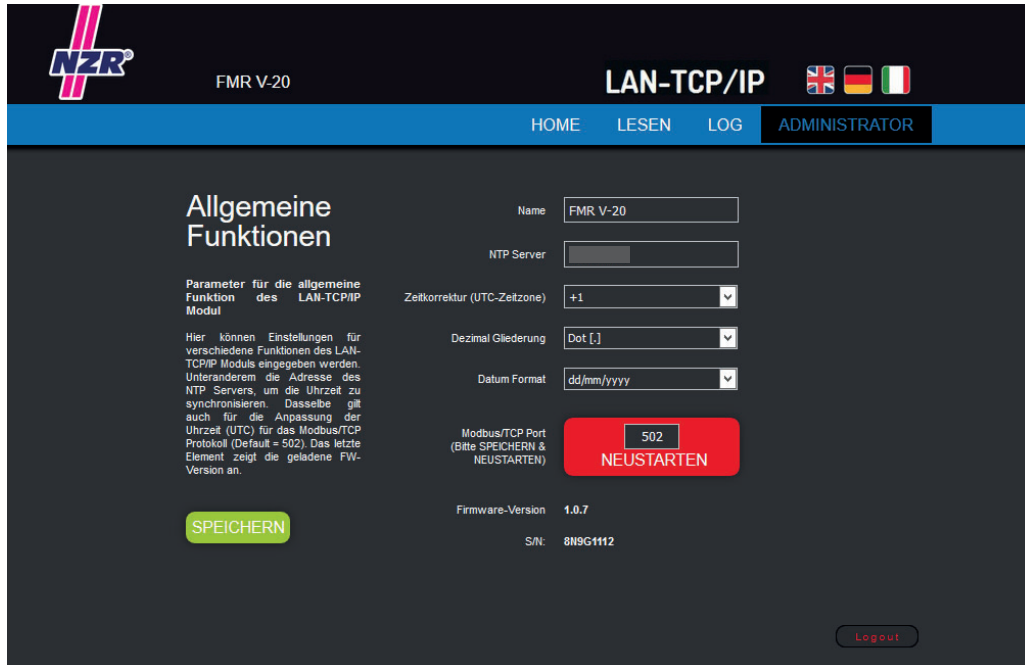 NZR®
FMR V-20
LAN-TCP/IP
HOME LESEN LOG ADMINISTRATOR
Allgemeine
Funktionen
Parameter für die allgemeine
Funktion des LAN-TCP/IP
Modul
Hier können Einstellungen für
verschiedene Funktionen des LAN-
TCP/IP Moduls eingegeben werden.
Unteranderem die Adresse des
NTP Servers, um die Uhrzeit zu
synchronisieren. Dasselbe gilt
auch für die Anpassung der
Uhrzeit (UTC) für das Modbus/TCP
Protokoll (Default = 502). Das letzte
Element zeigt die geladene FW-
Version an.
SPEICHERN
Name FMR V-20
NTP Server
Zeitkorrektur (UTC-Zeitzone) +1
Dezimal Gliederung Dot [.]
Datum Format dd/mm/yyyy
Modbus/TCP Port
(Bitte SPEICHERN &
NEUSTARTEN)
502
NEUSTARTEN
Firmware-Version 1.0.7
S/N: 8N9G1112
Logout